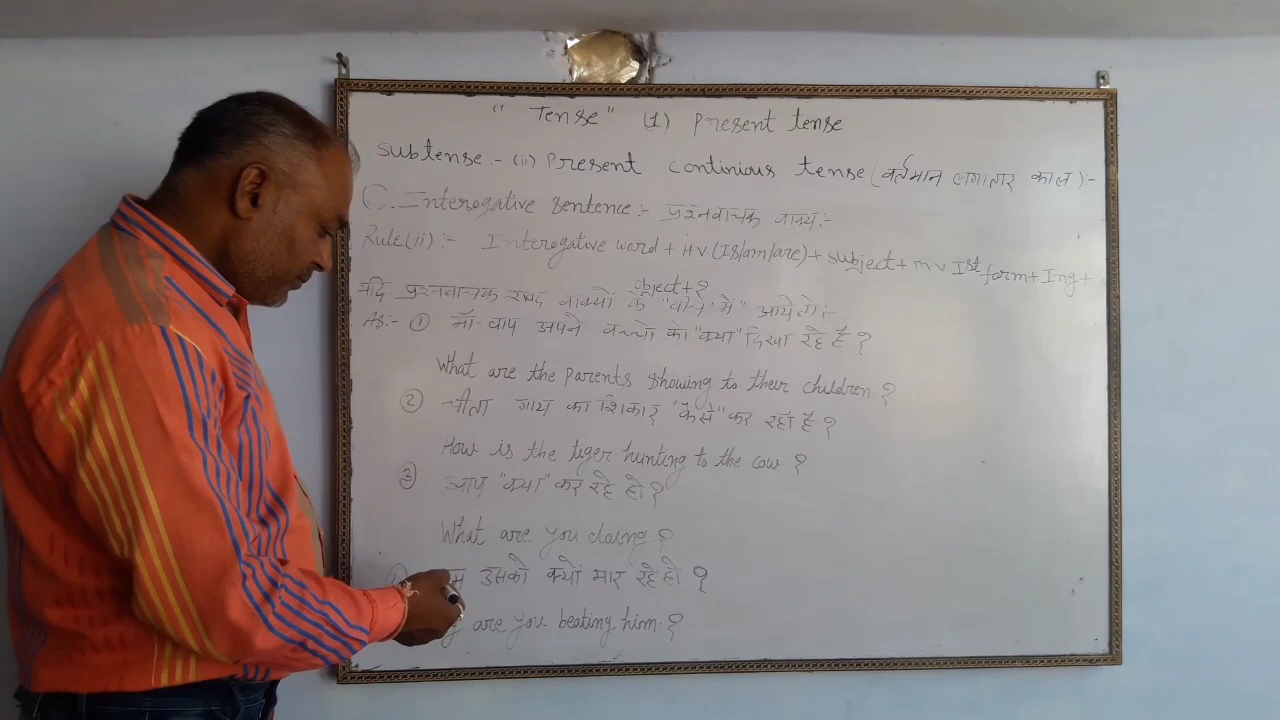 " Tense" (1) Present tense
Subtense:- (ii) Present Continious tense (वर्तमान लगातार काल):-
Interegative Sentence:- प्रश्नवाचक वाक्य:-
Rule(ii):- Interegative word + HV (Is/am/are) + Subject + mv. Ist form + Ing +
object + ?
यदि प्रश्नवाचक शब्द वाक्यों के "बीच में" आये तो:-
As:- (1) माँ-बाप अपने बच्चो को "क्या" दिखा रहे हैं ?
What are the Parents Showing to their children ?
(2) चीता गाय का शिकार "कैसे" कर रहा है ?
How is the tiger hunting to the cow ?
(3) आप "क्या" कर रहे हो ?
What are you doing ?
उसको क्यों मार रहे हो ?
are you beating him. ?